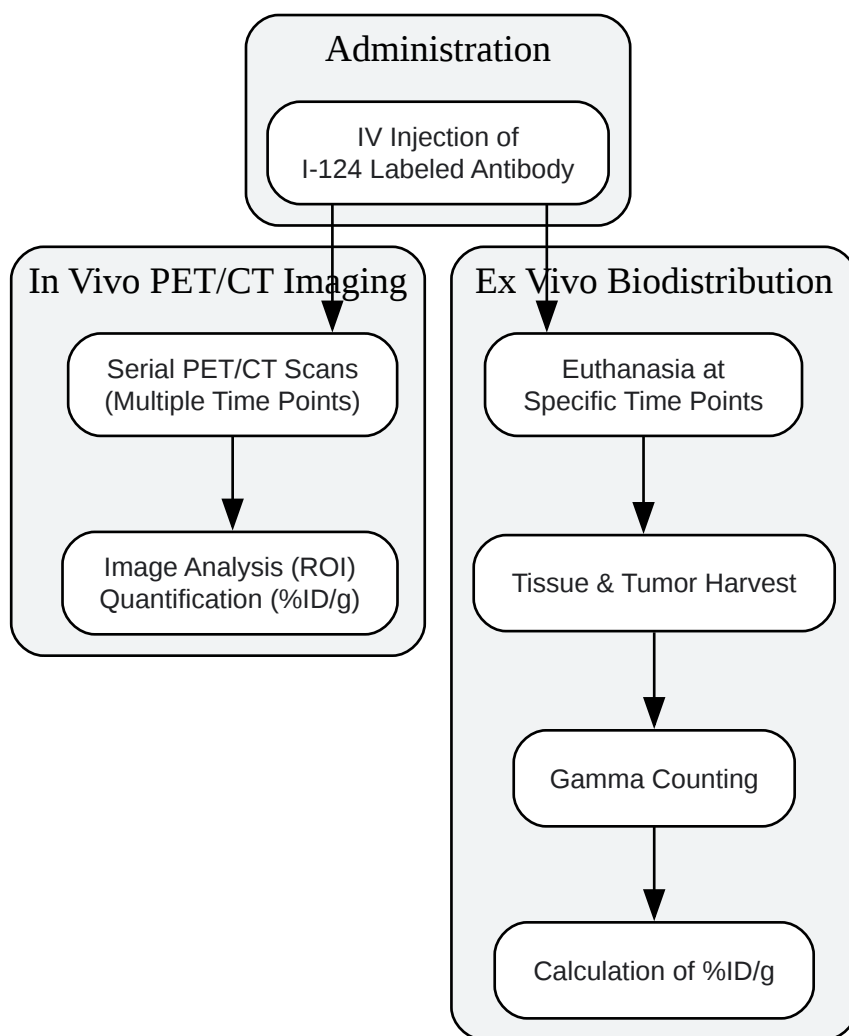 Administration
IV Injection of
I-124 Labeled Antibody
In Vivo PET/CT Imaging
Serial PET/CT Scans
(Multiple Time Points)
Image Analysis (ROI)
Quantification (%ID/g)
Ex Vivo Biodistribution
Euthanasia at
Specific Time Points
Tissue & Tumor Harvest
Gamma Counting
Calculation of %ID/g